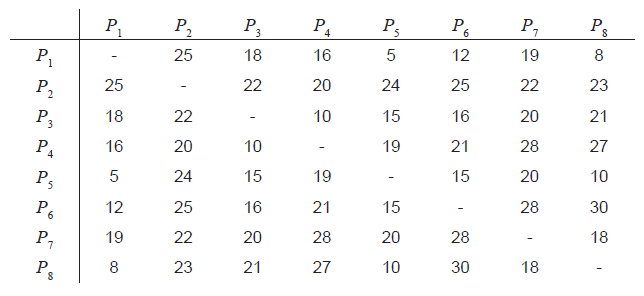 P1 P2 P3 P4 P5 P6 P7 P8
P1 - 25 18 16 5 12 19 8
P2 25 - 22 20 24 25 22 23
P3 18 22 - 10 15 16 20 21
P4 16 20 10 - 19 21 28 27
P5 5 24 15 19 - 15 20 10
P6 12 25 16 21 15 - 28 30
P7 19 22 20 28 20 28 - 18
P8 8 23 21 27 10 30 18 -